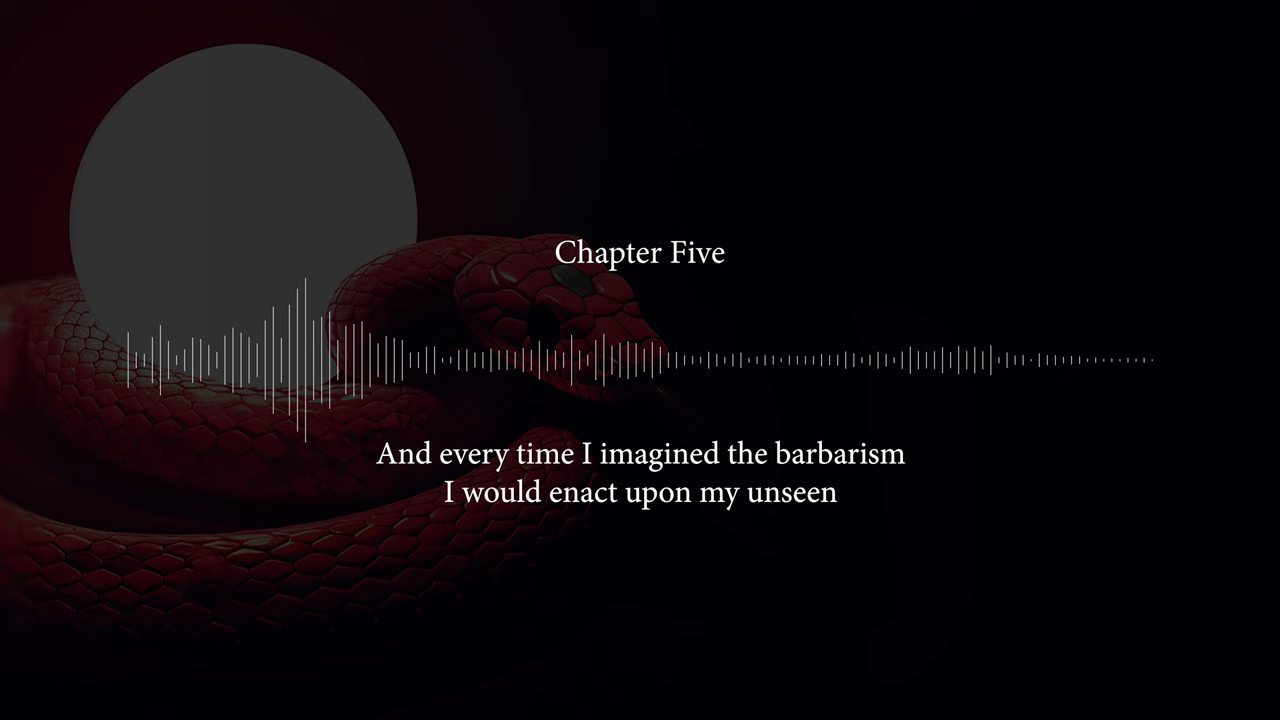 Chapter Five
And every time I imagined the barbarism
I would enact upon my unseen